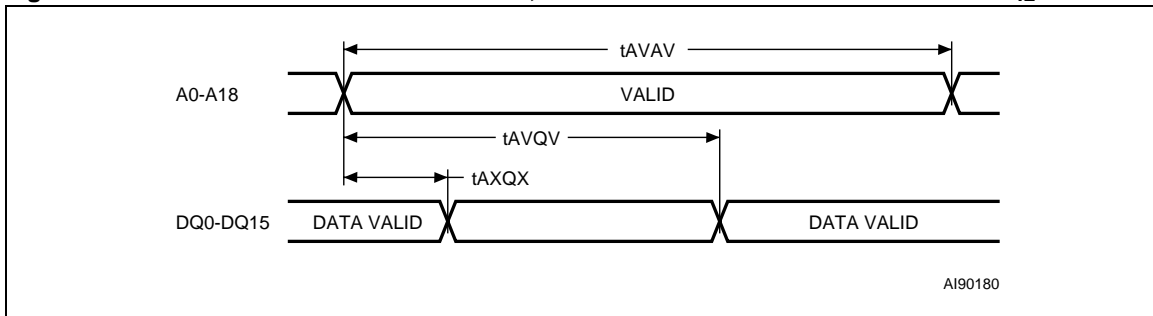 tAVAV
A0-A18 VALID
tAVQV
tAXQX
DQ0-DQ15 DATA VALID DATA VALID
AI90180